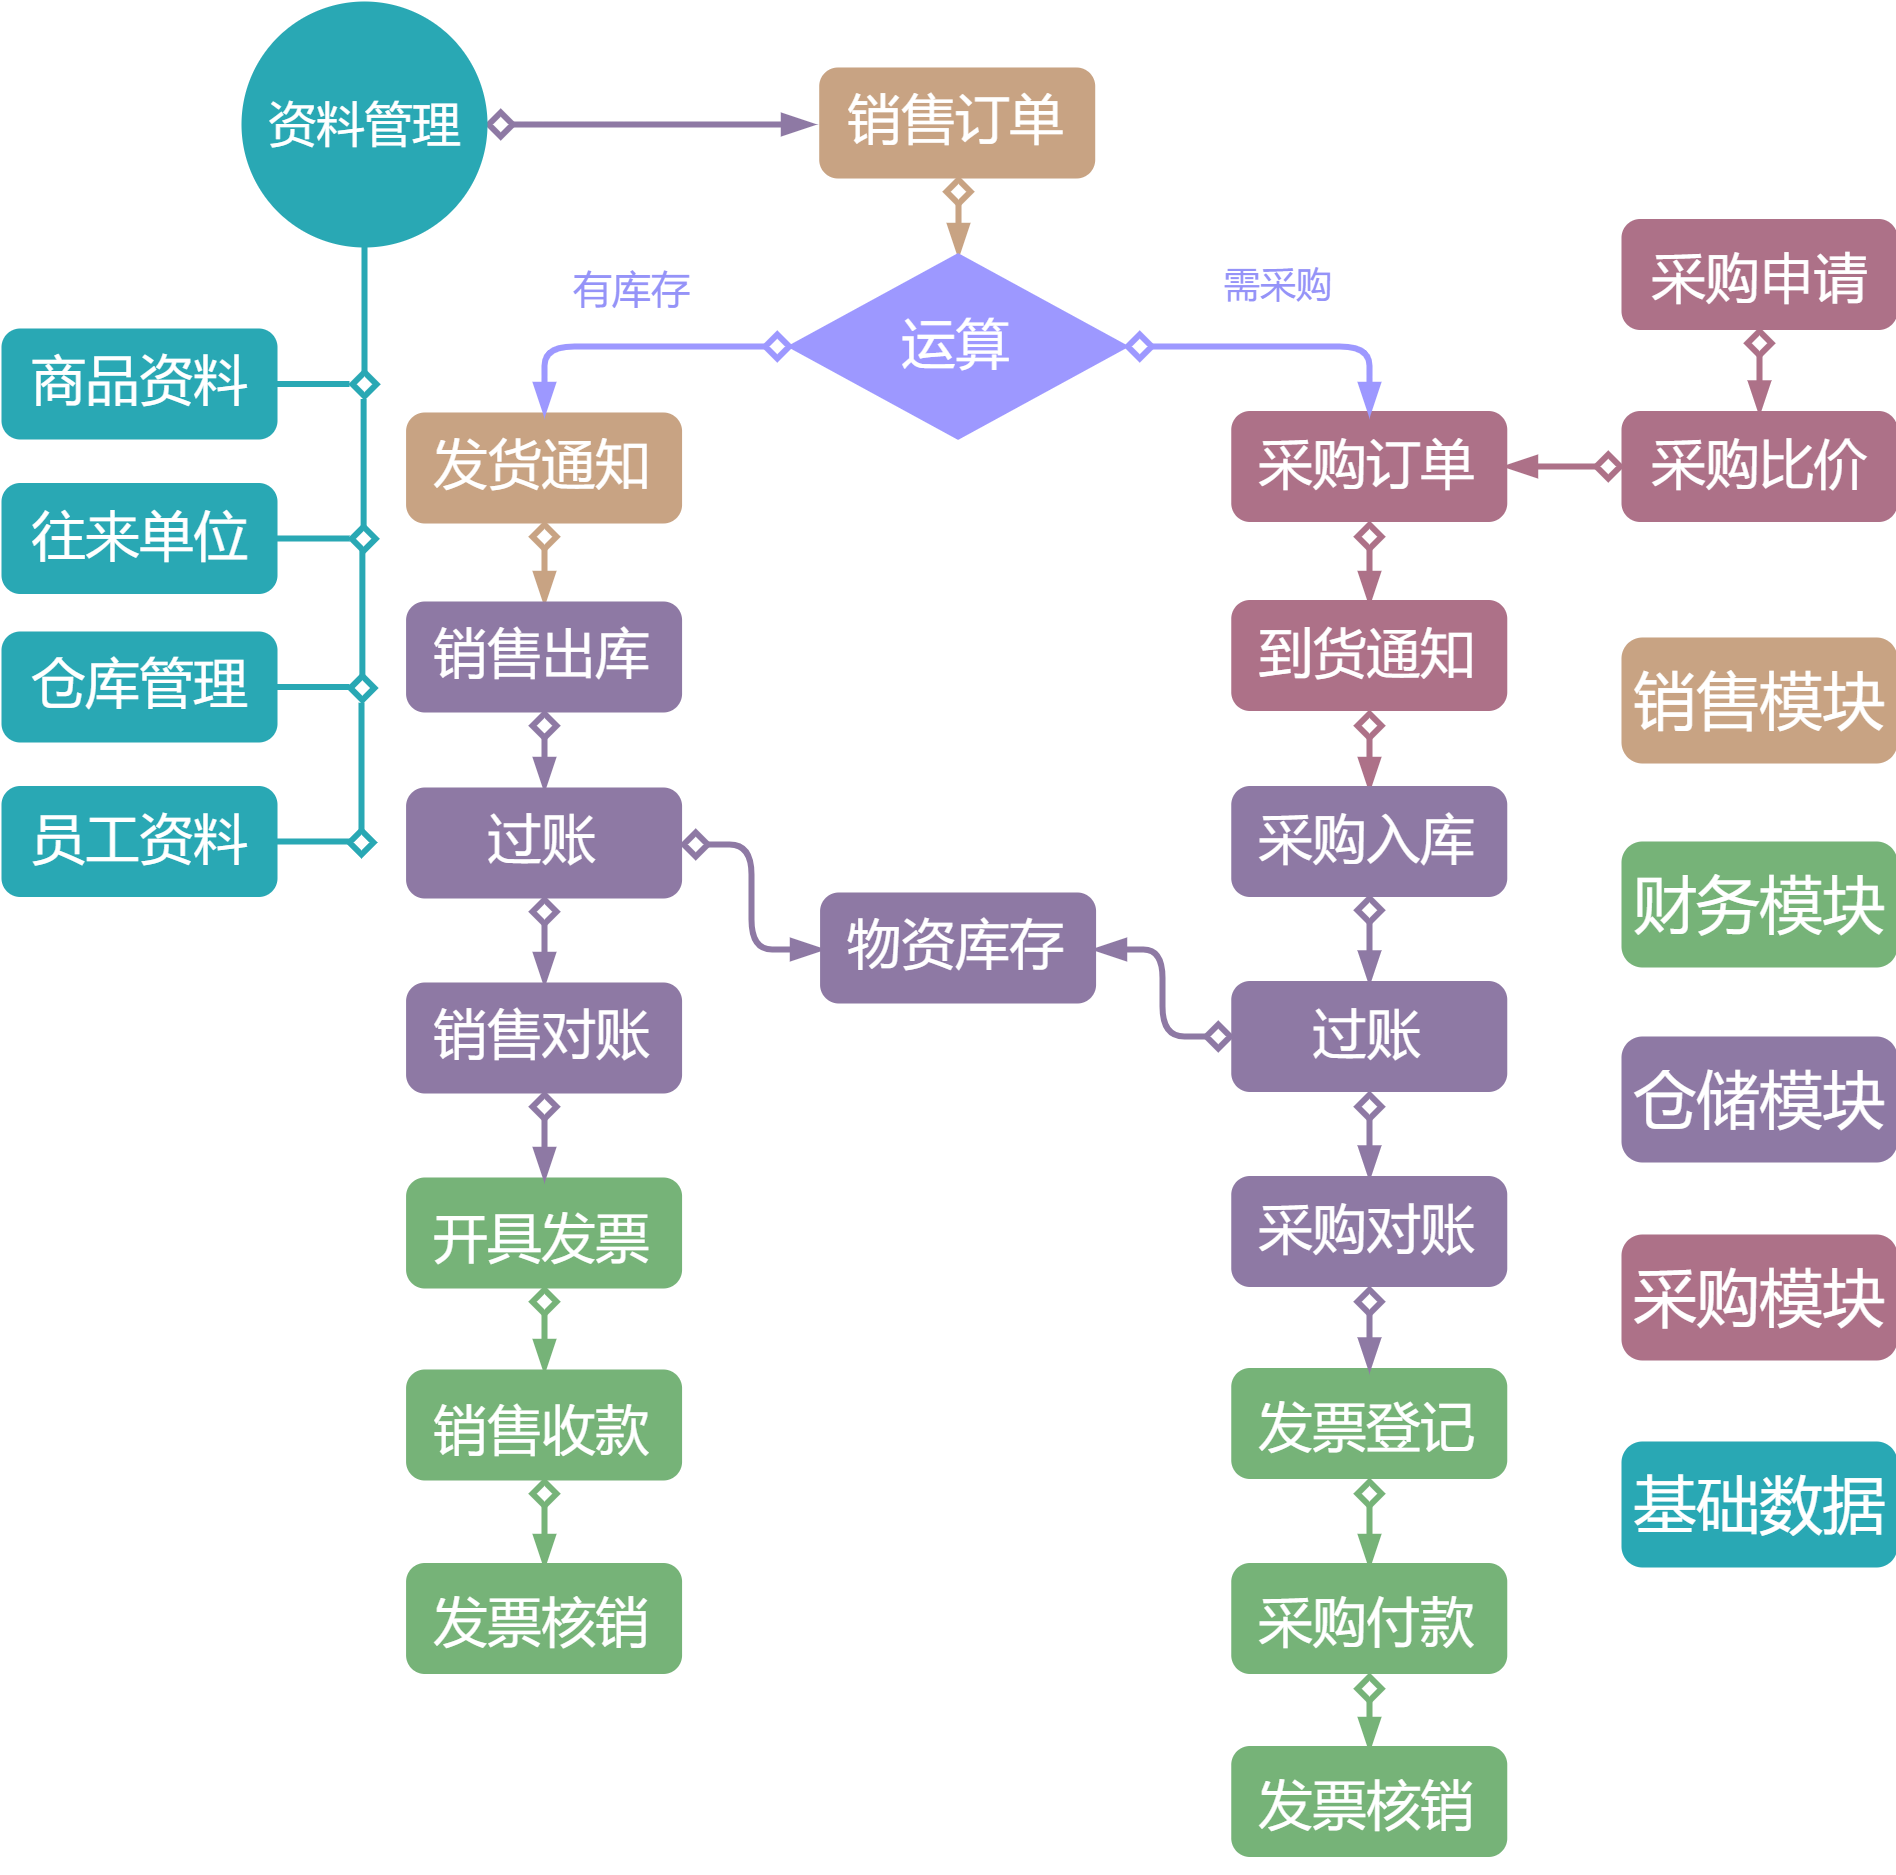 资料管理
销售订单
有库存
需采购
运算
采购申请
商品资料
发货通知
采购订单
采购比价
往来单位
销售出库
到货通知
仓库管理
销售模块
员工资料
过账
采购入库
财务模块
物资库存
销售对账
过账
仓储模块
开具发票
采购对账
采购模块
销售收款
发票登记
基础数据
发票核销
采购付款
发票核销